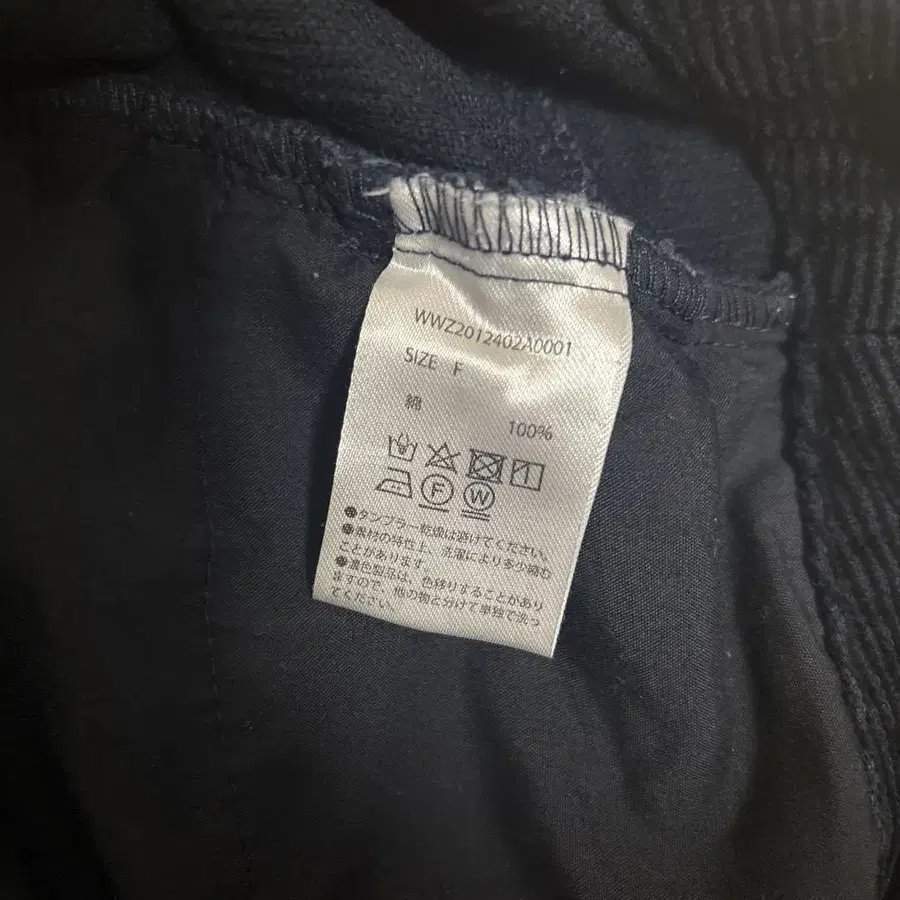 WWZ2012402A0001
SIZE F
綿 100%
F W
●タンブラー乾燥は避けてください。
●素材の特性上、洗濯により多少縮む
ことがあります。
●濃色製品は、色移りすることがあり
ますので、他の物と分けて単独で洗っ
てください。